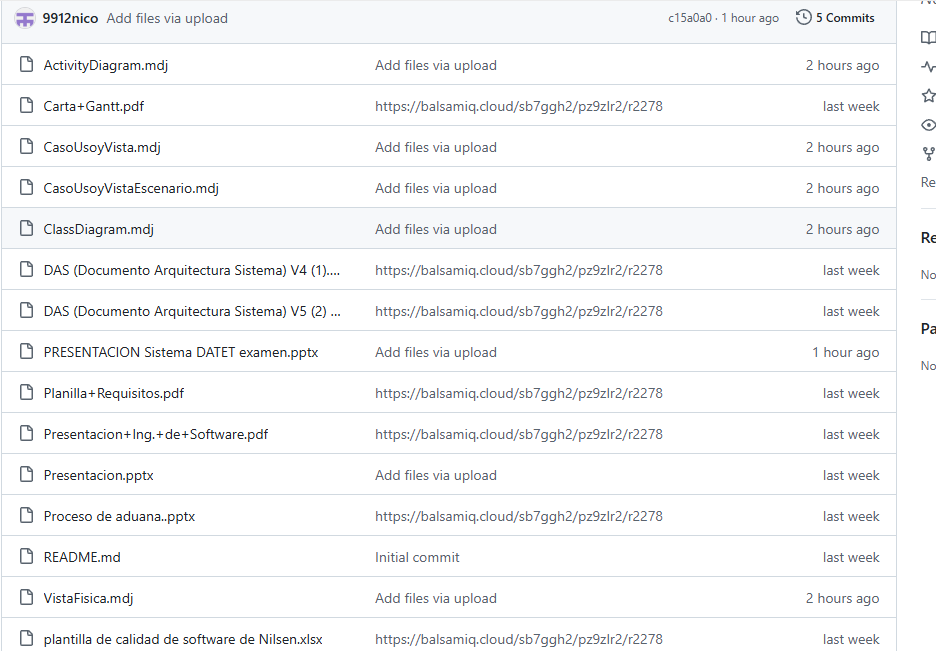 9912nico Add files via upload c15a0a0 · 1 hour ago 5 Commits
ActivityDiagram.mdj Add files via upload 2 hours ago
Carta+Gantt.pdf https://balsamiq.cloud/sb7ggh2/pz9zlr2/r2278 last week
CasoUsoyVista.mdj Add files via upload 2 hours ago
CasoUsoyVistaEscenario.mdj Add files via upload 2 hours ago
Re
ClassDiagram.mdj Add files via upload 2 hours ago
Re
DAS (Documento Arquitectura Sistema) V4 (1).... https://balsamiq.cloud/sb7ggh2/pz9zlr2/r2278 last week
No
DAS (Documento Arquitectura Sistema) V5 (2) ... https://balsamiq.cloud/sb7ggh2/pz9zlr2/r2278 last week
Pa
PRESENTACION Sistema DATET examen.pptx Add files via upload 1 hour ago
No
Planilla+Requisitos.pdf https://balsamiq.cloud/sb7ggh2/pz9zlr2/r2278 last week
Presentacion+Ing.+de+Software.pdf https://balsamiq.cloud/sb7ggh2/pz9zlr2/r2278 last week
Presentacion.pptx Add files via upload last week
Proceso de aduana..pptx https://balsamiq.cloud/sb7ggh2/pz9zlr2/r2278 last week
README.md Initial commit last week
VistaFisica.mdj Add files via upload 2 hours ago
plantilla de calidad de software de Nilsen.xlsx https://balsamiq.cloud/sb7ggh2/pz9zlr2/r2278 last week